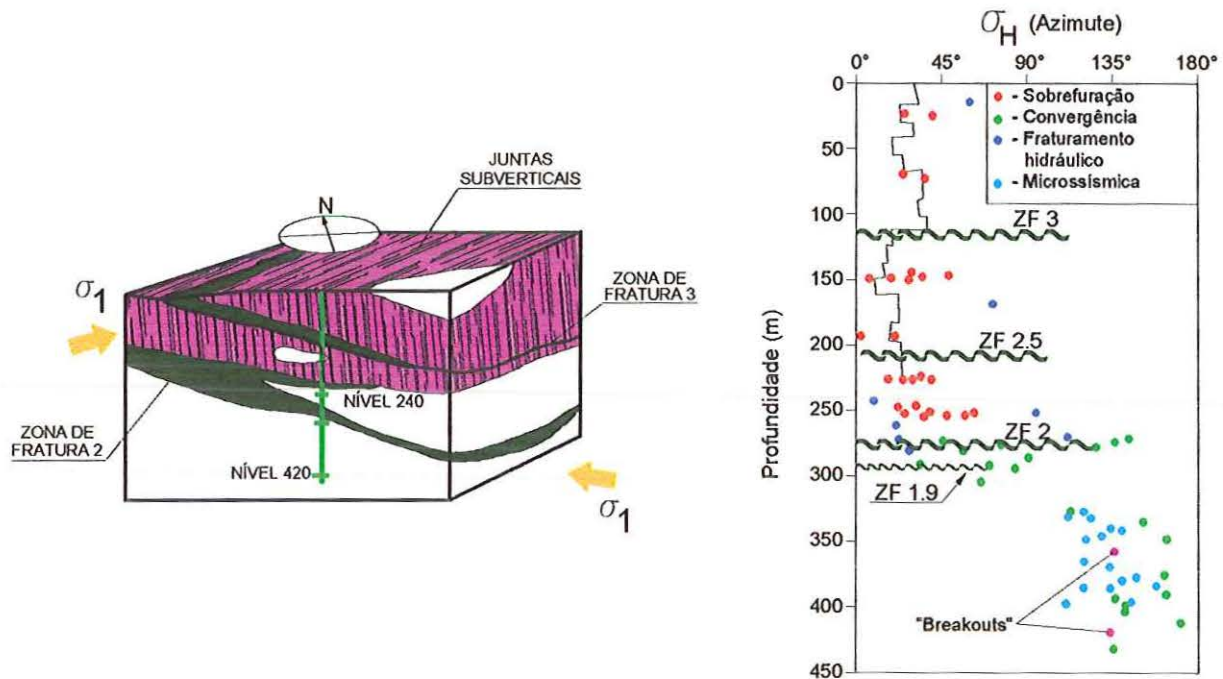 JUNTAS
SUBVERTICAIS
N
σ1
ZONA DE
FRATURA 3
NÍVEL 240
ZONA DE
FRATURA 2
NÍVEL 420
σ1
σH (Azimute)
0° 45° 90° 135° 180°
Profundidade (m)
0
50
100
150
200
250
300
350
400
450
- Sobrefuração
- Convergência
- Fraturamento
hidráulico
- Microssísmica
ZF 3
ZF 2.5
ZF 2
ZF 1.9
"Breakouts"